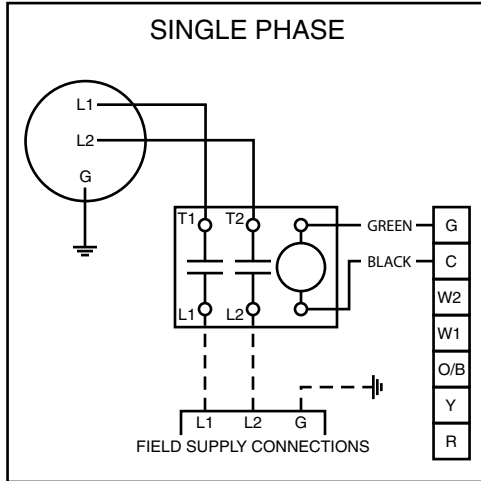 SINGLE PHASE
L1
L2
G
T1 T2
GREEN G
BLACK C
W2
L1 L2
W1
O/B
Y
L1 L2 G
R
FIELD SUPPLY CONNECTIONS